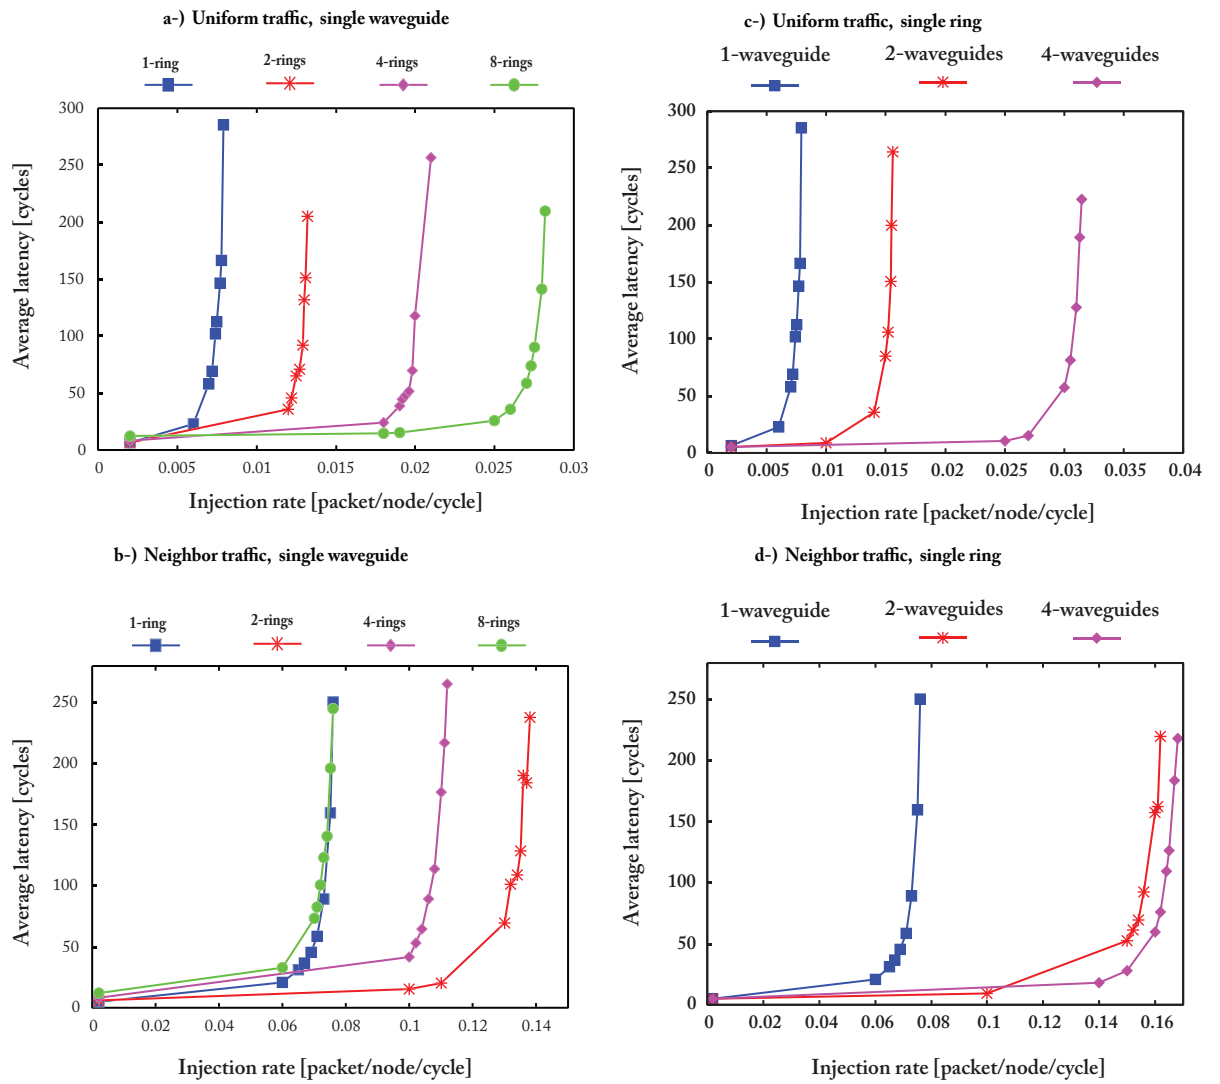 a-) Uniform traffic, single waveguide
1-ring 2-rings 4-rings 8-rings
300
250
200
150
100
50
0
0 0.005 0.01 0.015 0.02 0.025 0.03
Average latency [cycles]
Injection rate [packet/node/cycle]
c-) Uniform traffic, single ring
1-waveguide 2-waveguides 4-waveguides
300
250
200
150
100
50
0
0 0.005 0.01 0.015 0.02 0.025 0.03 0.035 0.04
Average latency [cycles]
Injection rate [packet/node/cycle]
b-) Neighbor traffic, single waveguide
1-ring 2-rings 4-rings 8-rings
250
200
150
100
50
0
0 0.02 0.04 0.06 0.08 0.1 0.12 0.14
Average latency [cycles]
Injection rate [packet/node/cycle]
d-) Neighbor traffic, single ring
1-waveguide 2-waveguides 4-waveguides
250
200
150
100
50
0
0 0.02 0.04 0.06 0.08 0.1 0.12 0.14 0.16
Average latency [cycles]
Injection rate [packet/node/cycle]